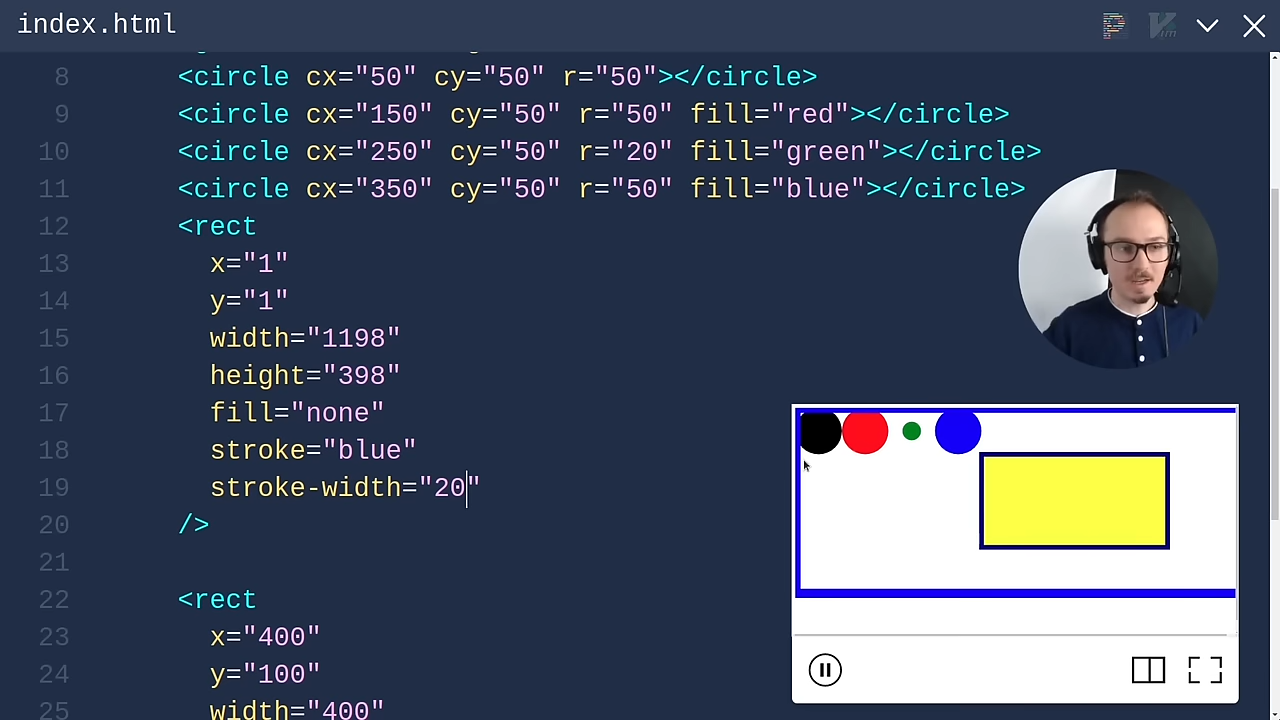 index.html
8 <circle cx="50" cy="50" r="50"></circle>
9 <circle cx="150" cy="50" r="50" fill="red"></circle>
10 <circle cx="250" cy="50" r="20" fill="green"></circle>
11 <circle cx="350" cy="50" r="50" fill="blue"></circle>
12 <rect
13 x="1"
14 y="1"
15 width="1198"
16 height="398"
17 fill="none"
18 stroke="blue"
19 stroke-width="20"
20 />
21
22 <rect
23 x="400"
24 y="100"
25 width="400"